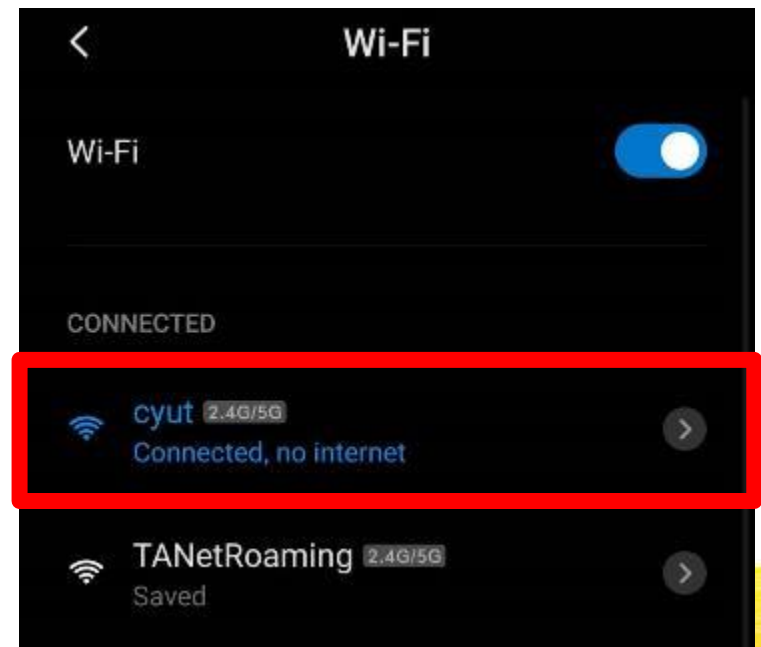 Wi-Fi
Wi-Fi
CONNECTED
cyut 2.4G/5G
Connected, no internet
TANetRoaming 2.4G/5G
Saved